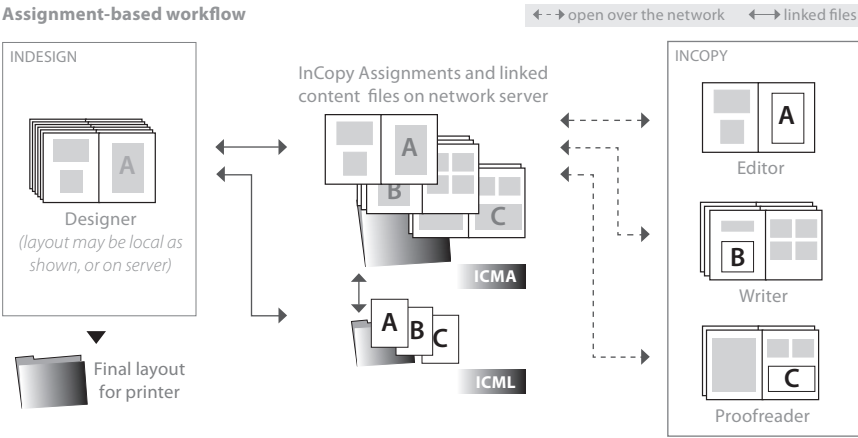 Assignment-based workflow
open over the network
linked files
INDESIGN
A
Designer
(layout may be local as
shown, or on server)
Final layout
for printer
InCopy Assignments and linked
content files on network server
A
B
C
ICMA
A
B
C
ICML
INCOPY
A
Editor
B
Writer
C
Proofreader